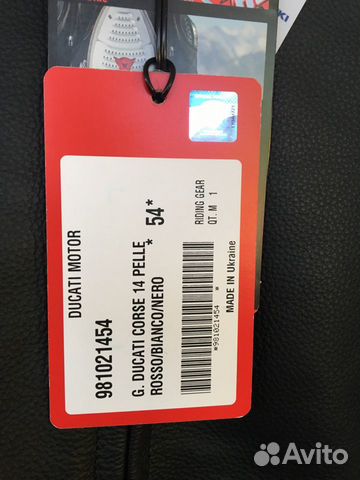 DUCATI MOTOR
981021454
G. DUCATI CORSE 14 PELLE
ROSSO/BIANCO/NERO
* 54*
RIDING GEAR
QT. M 1
*981021454 *
MADE IN Ukraine
Avito